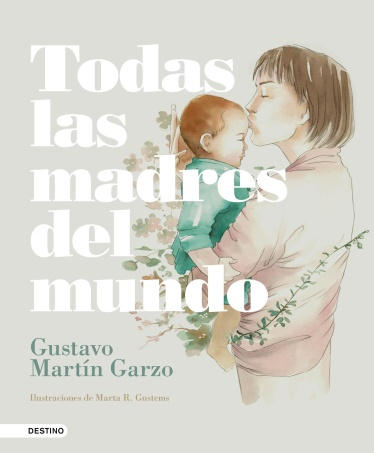 Todas
las
madres
del
mundo
Gustavo
Martín Garzo
Ilustraciones de Marta R. Gustems
DESTINO